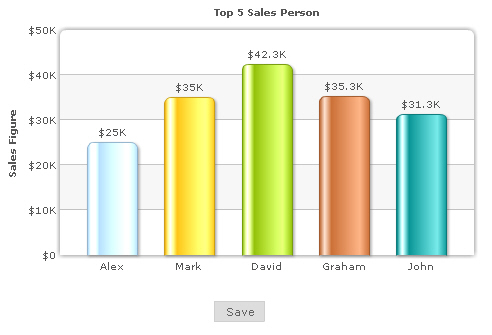 Top 5 Sales Person
$50K
$40K
$30K
$20K
$10K
$0
Sales Figure
$25K
$35K
$42.3K
$35.3K
$31.3K
Alex Mark David Graham John
Save